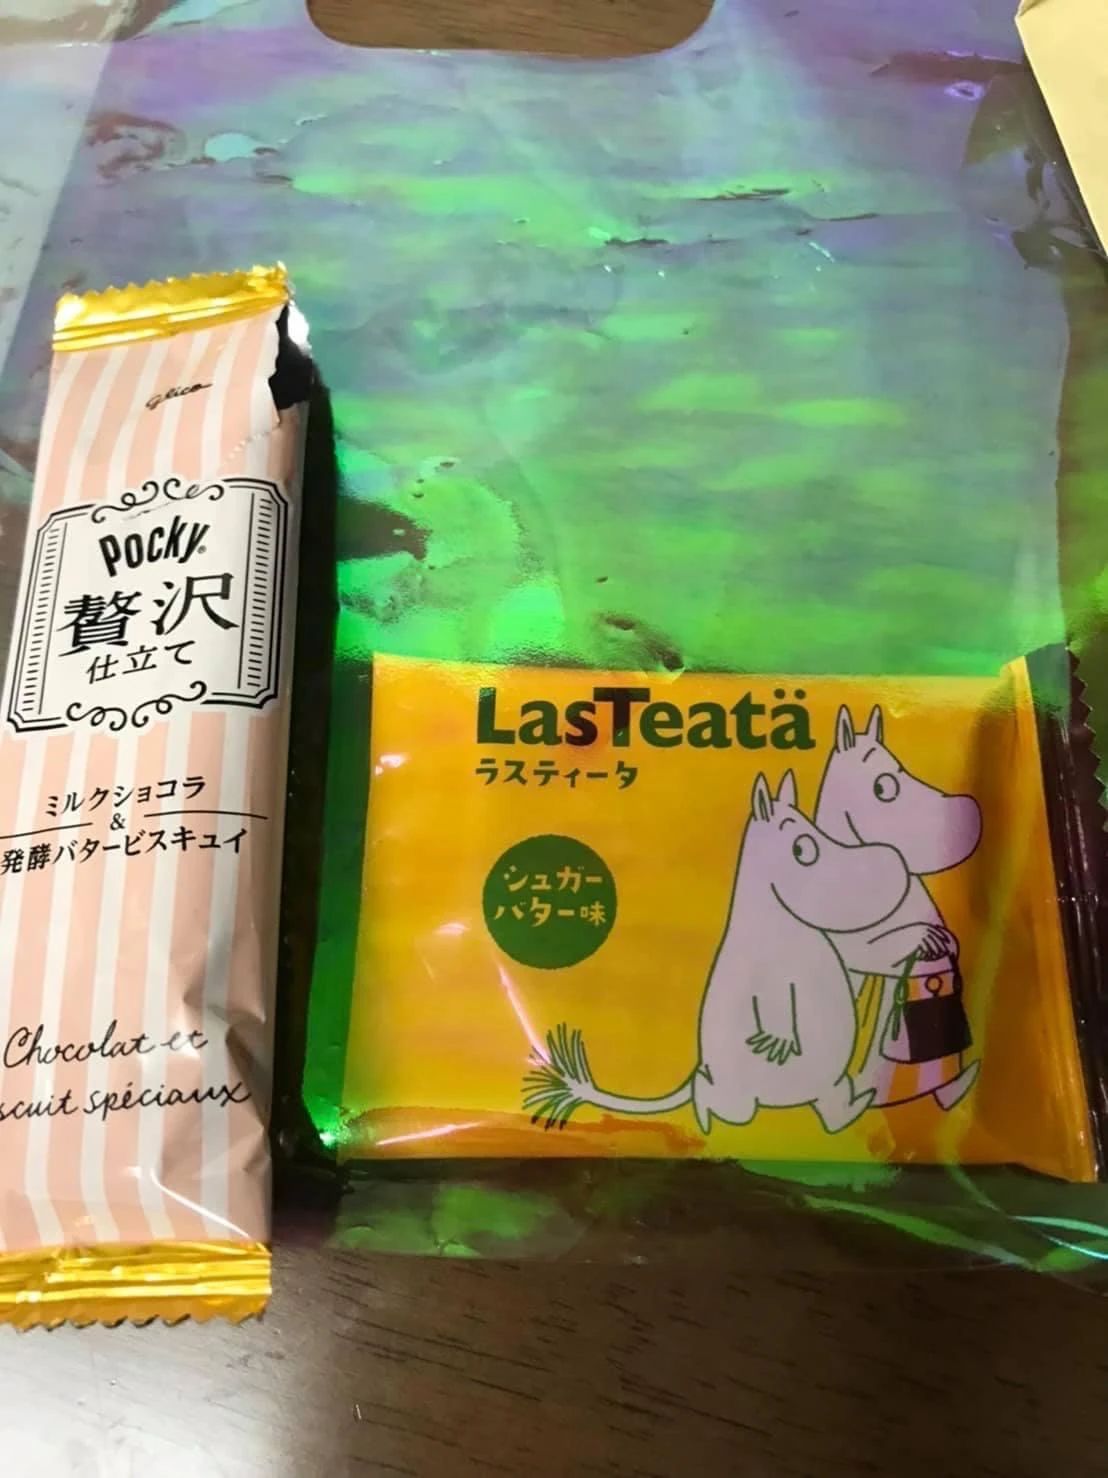 glico
Pocky
贅沢
仕立て
ミルクショコラ
&
発酵バタービスキュイ
Chocolat et
scuit spéciaux
LasTeatä
ラスティータ
シュガー
バター味